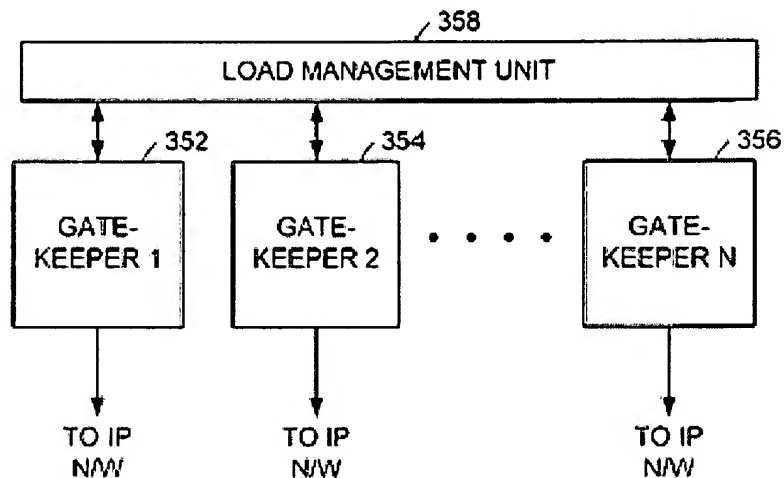 358
LOAD MANAGEMENT UNIT
352
354
356
GATE-
KEEPER 1
GATE-
KEEPER 2
GATE-
KEEPER N
TO IP
N/W
TO IP
N/W
TO IP
N/W